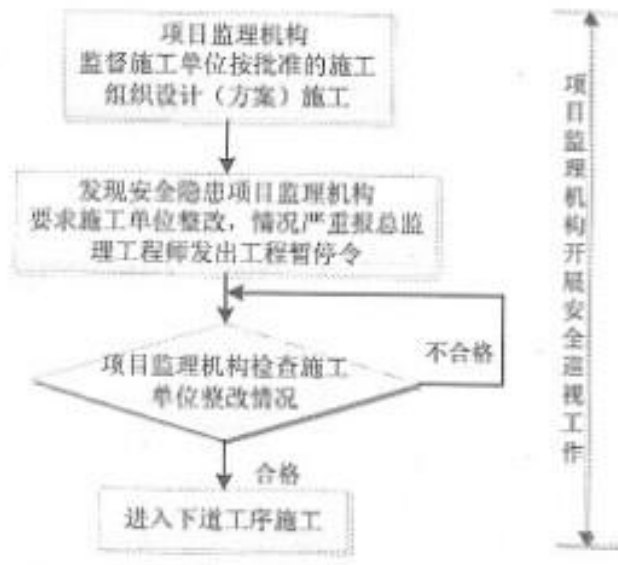 项目监理机构
监督施工单位按批准的施工
组织设计（方案）施工
发现安全隐患项目监理机构
要求施工单位整改，情况严重报总监
理工程师发出工程暂停令
项目监理机构检查施工
单位整改情况
不合格
合格
进入下道工序施工
项目监理机构开展安全巡视工作